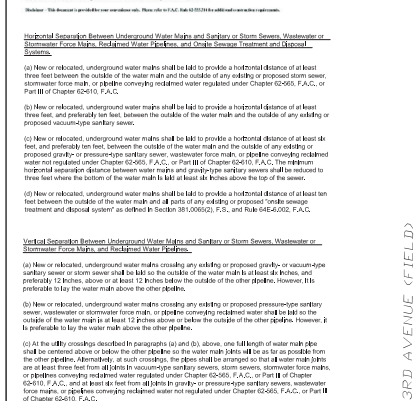 Disclaimer - This document is provided for your convenience only. Please refer to F.A.C. Rule 62-555.314 for additional construction requirements.
Horizontal Separation Between Underground Water Mains and Sanitary or Storm Sewers, Wastewater or
Stormwater Force Mains, Reclaimed Water Pipelines, and Onsite Sewage Treatment and Disposal
Systems.
(a) New or relocated, underground water mains shall be laid to provide a horizontal distance of at least
three feet between the outside of the water main and the outside of any existing or proposed storm sewer,
stormwater force main, or pipeline conveying reclaimed water regulated under Chapter 62-565, F.A.C., or
Part III of Chapter 62-610, F.A.C.
(b) New or relocated, underground water mains shall be laid to provide a horizontal distance of at least
three feet, and preferably ten feet, between the outside of the water main and the outside of any existing or
proposed vacuum-type sanitary sewer.
(c) New or relocated, underground water mains shall be laid to provide a horizontal distance of at least six
feet, and preferably ten feet, between the outside of the water main and the outside of any existing or
proposed gravity- or pressure-type sanitary sewer, wastewater force main, or pipeline conveying reclaimed
water not regulated under Chapter 62-565, F.A.C., or Part III of Chapter 62-610, F.A.C. The minimum
horizontal separation distance between water mains and gravity-type sanitary sewers shall be reduced to
three feet where the bottom of the water main is laid at least six inches above the top of the sewer.
(d) New or relocated, underground water mains shall be laid to provide a horizontal distance of at least ten
feet between the outside of the water main and all parts of any existing or proposed "onsite sewage
treatment and disposal system" as defined in Section 381.0065(2), F.S., and Rule 64E-6.002, F.A.C.
Vertical Separation Between Underground Water Mains and Sanitary or Storm Sewers, Wastewater or
Stormwater Force Mains, and Reclaimed Water Pipelines.
(a) New or relocated, underground water mains crossing any existing or proposed gravity- or vacuum-type
sanitary sewer or storm sewer shall be laid so the outside of the water main is at least six inches, and
preferably 12 inches, above or at least 12 inches below the outside of the other pipeline. However, it is
preferable to lay the water main above the other pipeline.
(b) New or relocated, underground water mains crossing any existing or proposed pressure-type sanitary
sewer, wastewater or stormwater force main, or pipeline conveying reclaimed water shall be laid so the
outside of the water main is at least 12 inches above or below the outside of the other pipeline. However, it
is preferable to lay the water main above the other pipeline.
(c) At the utility crossings described in paragraphs (a) and (b), above, one full length of water main pipe
shall be centered above or below the other pipeline so the water main joints will be as far as possible from
the other pipeline. Alternatively, at such crossings, the pipes shall be arranged so that all water main joints
are at least three feet from all joints in vacuum-type sanitary sewers, storm sewers, stormwater force mains,
or pipelines conveying reclaimed water regulated under Chapter 62-565, F.A.C., or Part III of Chapter
62-610, F.A.C., and at least six feet from all joints in gravity- or pressure-type sanitary sewers, wastewater
force mains, or pipelines conveying reclaimed water not regulated under Chapter 62-565, F.A.C., or Part III
of Chapter 62-610, F.A.C.
3RD AVENUE (FIELD)